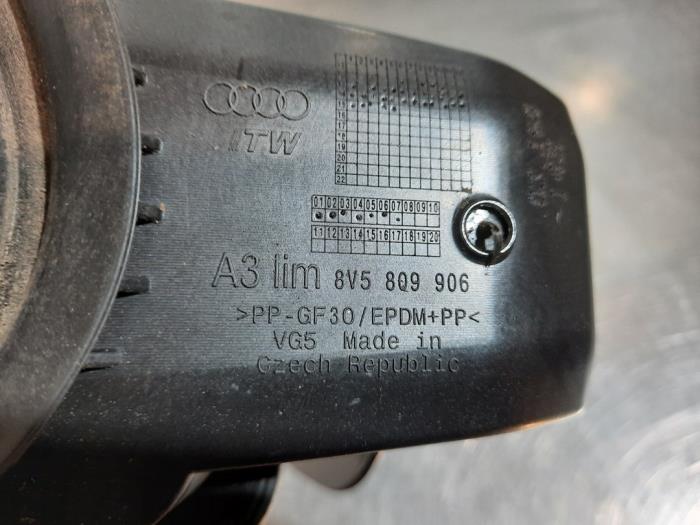 ITW
01 02 03 04 05 06 07 08 09 10
11 12 13 14 15 16 17 18 19 20
A3 lim 8V5 809 906
>PP-GF30/EPDM+PP<
VG5 Made in
Czech Republic